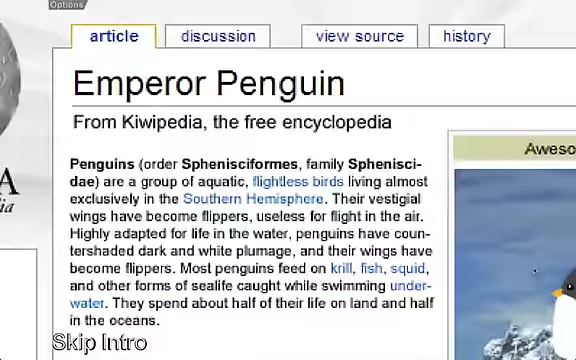 Options
article discussion view source history
Emperor Penguin
From Kiwipedia, the free encyclopedia
Aweso
Penguins (order Sphenisciformes, family Sphenisci-
dae) are a group of aquatic, flightless birds living almost
exclusively in the Southern Hemisphere. Their vestigial
wings have become flippers, useless for flight in the air.
Highly adapted for life in the water, penguins have coun-
tershaded dark and white plumage, and their wings have
become flippers. Most penguins feed on krill, fish, squid,
and other forms of sealife caught while swimming under-
water. They spend about half of their life on land and half
in the oceans.
A
dia
Skip Intro